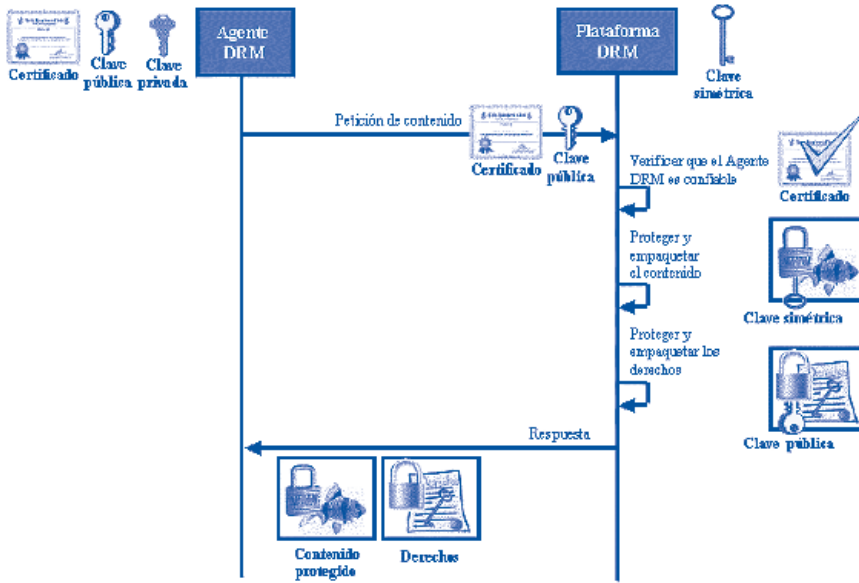 Agente
DRM
Plataforma
DRM
Certificado
Clave
pública
Clave
privada
Clave
simétrica
Petición de contenido
Certificado
Clave
pública
Verificer que el Agente
DRM es confiable
Certificado
Proteger y
empaquetar
el contenido
Clave simétrica
Proteger y
empaquetar los
derechos
Clave pública
Respuesta
Contenido
protegido
Derechos